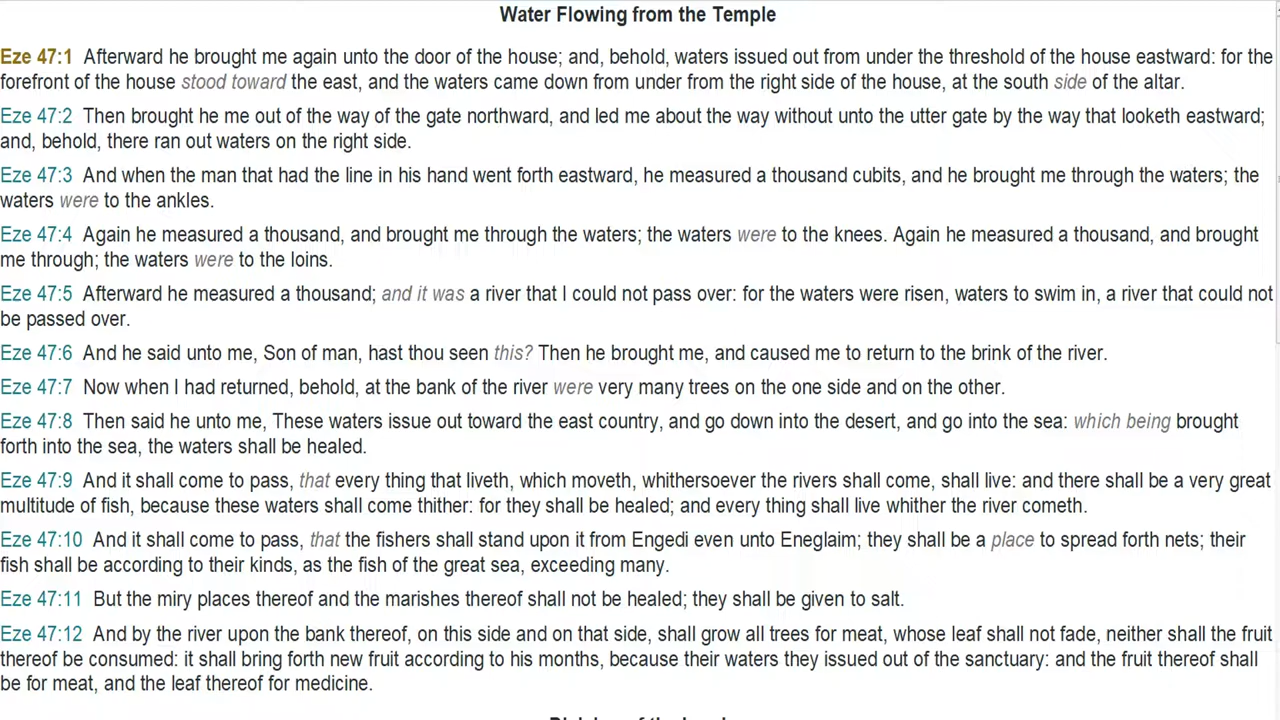 Water Flowing from the Temple
Eze 47:1 Afterward he brought me again unto the door of the house; and, behold, waters issued out from under the threshold of the house eastward: for the
forefront of the house stood toward the east, and the waters came down from under from the right side of the house, at the south side of the altar.
Eze 47:2 Then brought he me out of the way of the gate northward, and led me about the way without unto the utter gate by the way that looketh eastward;
and, behold, there ran out waters on the right side.
Eze 47:3 And when the man that had the line in his hand went forth eastward, he measured a thousand cubits, and he brought me through the waters; the
waters were to the ankles.
Eze 47:4 Again he measured a thousand, and brought me through the waters; the waters were to the knees. Again he measured a thousand, and brought
me through; the waters were to the loins.
Eze 47:5 Afterward he measured a thousand; and it was a river that I could not pass over: for the waters were risen, waters to swim in, a river that could not
be passed over.
Eze 47:6 And he said unto me, Son of man, hast thou seen this? Then he brought me, and caused me to return to the brink of the river.
Eze 47:7 Now when I had returned, behold, at the bank of the river were very many trees on the one side and on the other.
Eze 47:8 Then said he unto me, These waters issue out toward the east country, and go down into the desert, and go into the sea: which being brought
forth into the sea, the waters shall be healed.
Eze 47:9 And it shall come to pass, that every thing that liveth, which moveth, whithersoever the rivers shall come, shall live: and there shall be a very great
multitude of fish, because these waters shall come thither: for they shall be healed; and every thing shall live whither the river cometh.
Eze 47:10 And it shall come to pass, that the fishers shall stand upon it from Engedi even unto Eneglaim; they shall be a place to spread forth nets; their
fish shall be according to their kinds, as the fish of the great sea, exceeding many.
Eze 47:11 But the miry places thereof and the marishes thereof shall not be healed; they shall be given to salt.
Eze 47:12 And by the river upon the bank thereof, on this side and on that side, shall grow all trees for meat, whose leaf shall not fade, neither shall the fruit
thereof be consumed: it shall bring forth new fruit according to his months, because their waters they issued out of the sanctuary: and the fruit thereof shall
be for meat, and the leaf thereof for medicine.